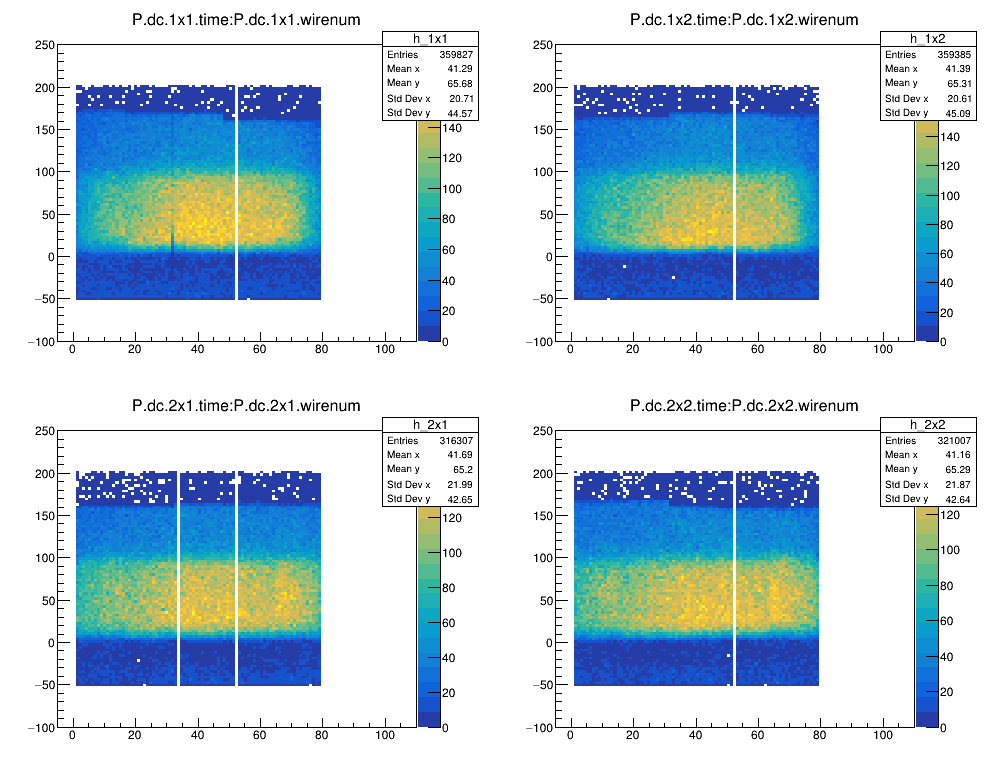 P.dc.1x1.time:P.dc.1x1.wirenum
h_1x1
Entries 359827
Mean x 41.29
Mean y 65.68
Std Dev x 20.71
Std Dev y 44.57
250
200
150
100
50
0
−50
−100
0 20 40 60 80 100
140
120
100
80
60
40
20
0
P.dc.1x2.time:P.dc.1x2.wirenum
h_1x2
Entries 359385
Mean x 41.39
Mean y 65.31
Std Dev x 20.61
Std Dev y 45.09
250
200
150
100
50
0
−50
−100
0 20 40 60 80 100
140
120
100
80
60
40
20
0
P.dc.2x1.time:P.dc.2x1.wirenum
h_2x1
Entries 316307
Mean x 41.69
Mean y 65.2
Std Dev x 21.99
Std Dev y 42.65
250
200
150
100
50
0
−50
−100
0 20 40 60 80 100
120
100
80
60
40
20
0
P.dc.2x2.time:P.dc.2x2.wirenum
h_2x2
Entries 321007
Mean x 41.16
Mean y 65.29
Std Dev x 21.87
Std Dev y 42.64
250
200
150
100
50
0
−50
−100
0 20 40 60 80 100
120
100
80
60
40
20
0